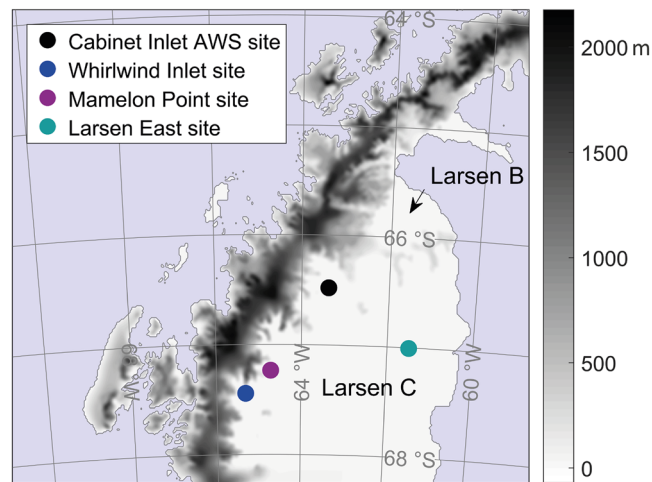 64 °S
2000 m
Cabinet Inlet AWS site
Whirlwind Inlet site
Mamelon Point site
Larsen East site
1500
Larsen B
66 °S
1000
64 °W
60 °W
500
Larsen C
68 °S
0